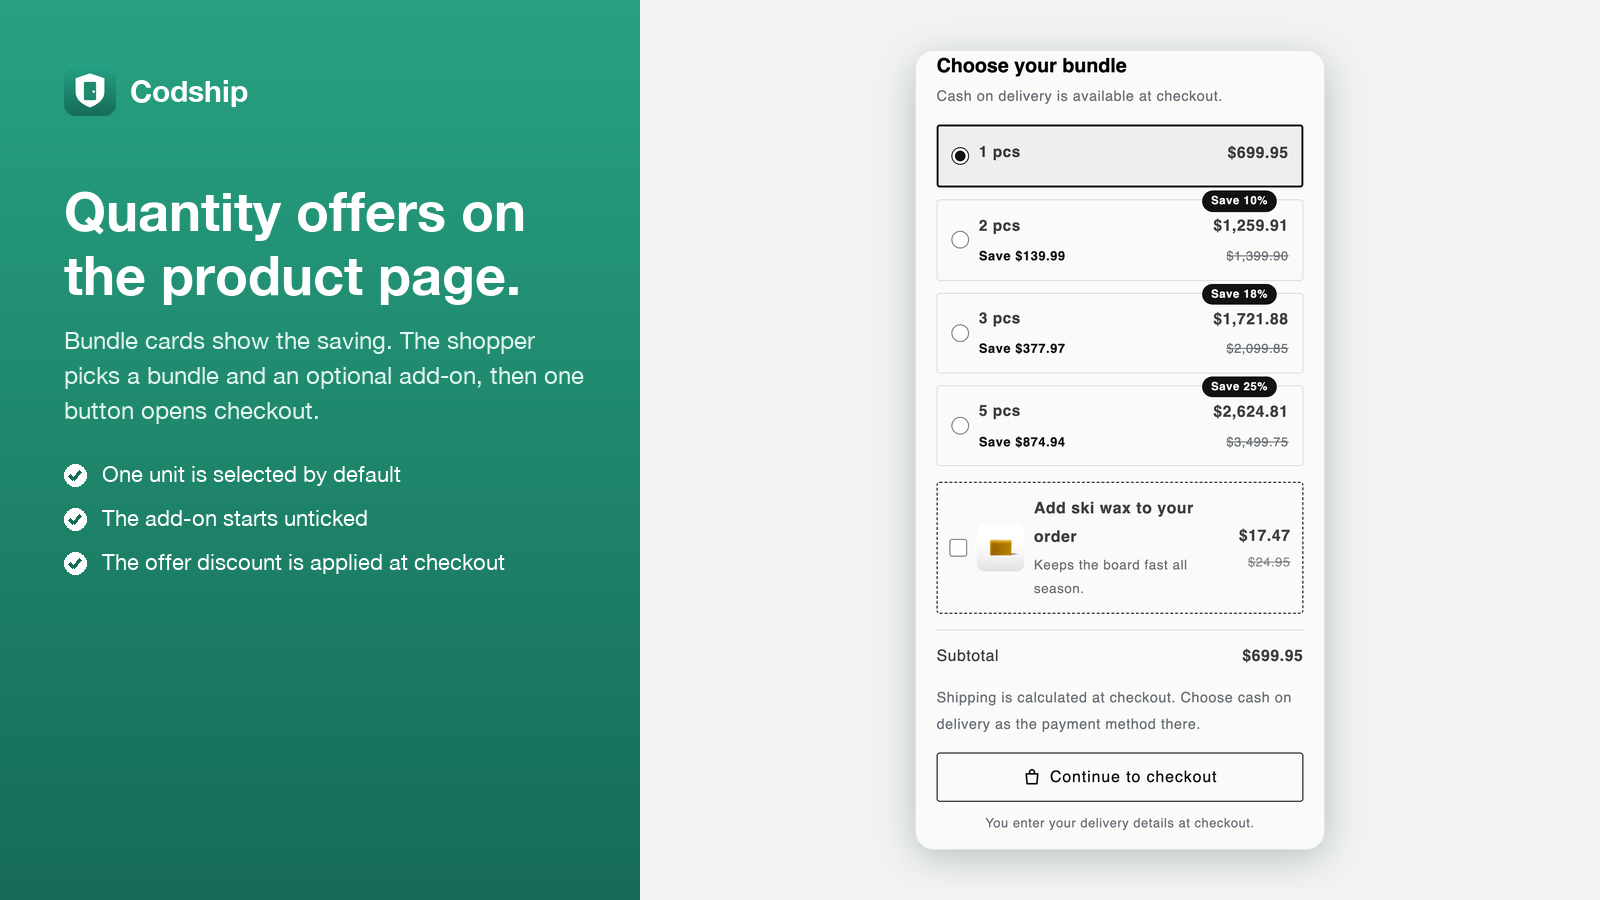 Codship
Quantity offers on
the product page.
Bundle cards show the saving. The shopper
picks a bundle and an optional add-on, then one
button opens checkout.
One unit is selected by default
The add-on starts unticked
The offer discount is applied at checkout
Choose your bundle
Cash on delivery is available at checkout.
1 pcs $699.95
Save 10%
2 pcs $1,259.91
Save $139.99 $1,399.90
Save 18%
3 pcs $1,721.88
Save $377.97 $2,099.85
Save 25%
5 pcs $2,624.81
Save $874.94 $3,499.75
Add ski wax to your
order $17.47
Keeps the board fast all $24.95
season.
Subtotal $699.95
Shipping is calculated at checkout. Choose cash on
delivery as the payment method there.
Continue to checkout
You enter your delivery details at checkout.